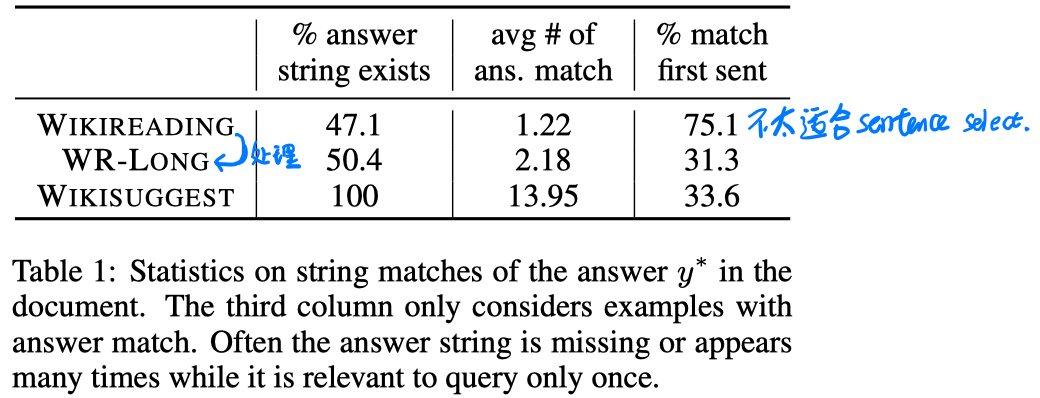 % answer string exists avg # of ans. match % match first sent
WIKIREADING 47.1 1.22 75.1 不太适合 sentence select.
WR-LONG 处理 50.4 2.18 31.3
WIKISUGGEST 100 13.95 33.6
Table 1: Statistics on string matches of the answer y* in the
document. The third column only considers examples with
answer match. Often the answer string is missing or appears
many times while it is relevant to query only once.